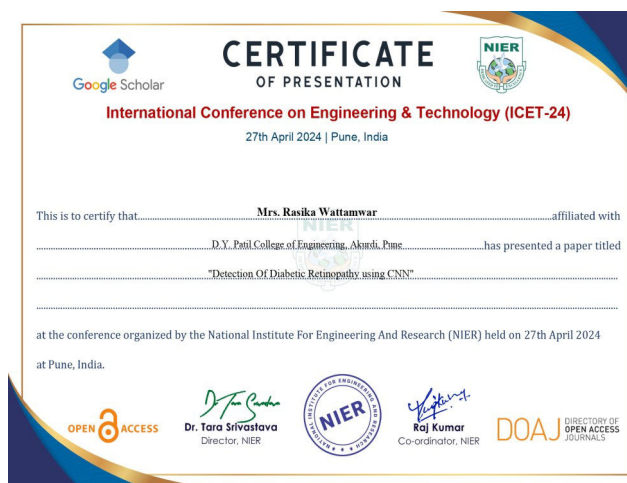 Google Scholar
CERTIFICATE
OF PRESENTATION
NIER
International Conference on Engineering & Technology (ICET-24)
27th April 2024 | Pune, India
This is to certify that Mrs. Rasika Wattamwar affiliated with
NIER
D.Y. Patil College of Engineering, Akurdi, Pune has presented a paper titled
"Detection Of Diabetic Retinopathy using CNN"
at the conference organized by the National Institute For Engineering And Research (NIER) held on 27th April 2024
at Pune, India.
OPEN ACCESS
Dr. Tara Srivastava
Director, NIER
NATIONAL INSTITUTE FOR ENGINEERING AND RESEARCH
NIER
Raj Kumar
Co-ordinator, NIER
DOAJ
DIRECTORY OF
OPEN ACCESS
JOURNALS